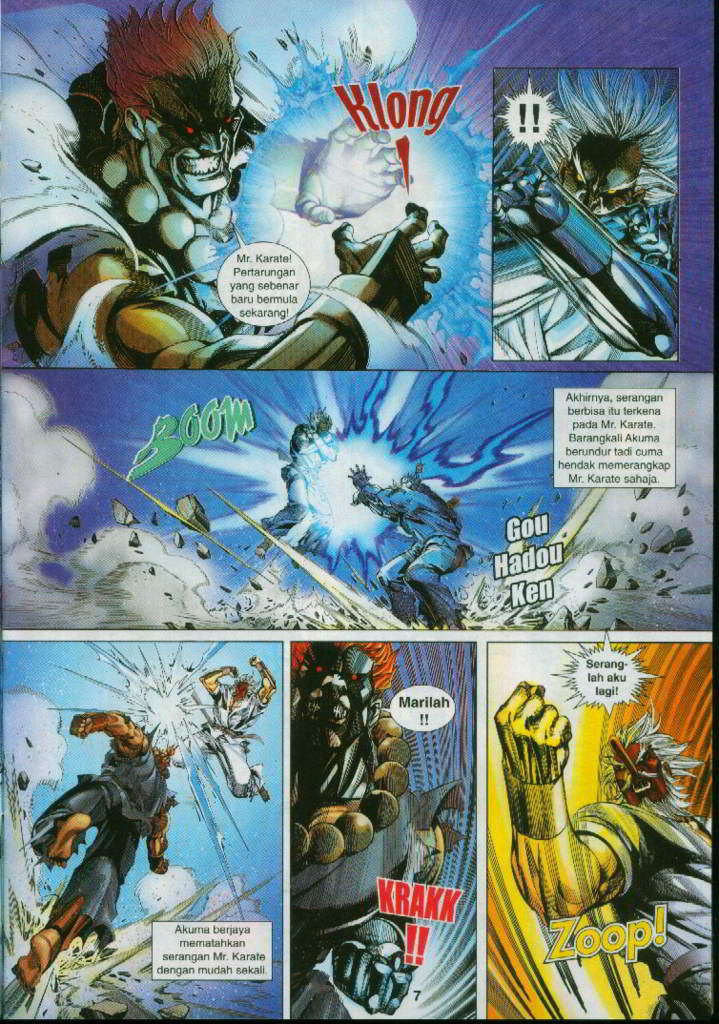 Klong
!
!!
Mr. Karate!
Pertarungan
yang sebenar
baru bermula
sekarang!
BOOM
Akhirnya, serangan
berbisa itu terkena
pada Mr. Karate.
Barangkali Akuma
berundur tadi cuma
hendak memerangkap
Mr. Karate sahaja.
Gou
Hadou
Ken
Akuma berjaya
mematahkan
serangan Mr. Karate
dengan mudah sekali.
Marilah
!!
KRAKK
!!
Serang-
lah aku
lagi!
Zoop!
7